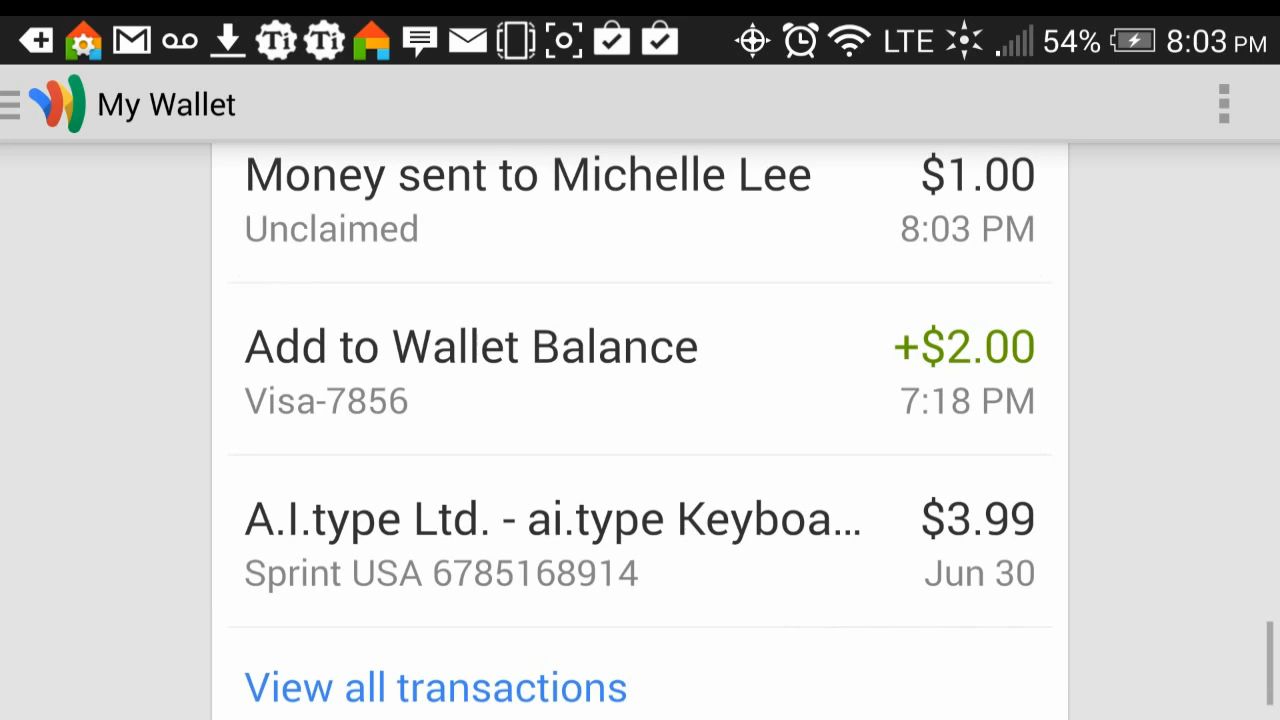 Ti Ti LTE 54% 8:03 PM
My Wallet
Money sent to Michelle Lee $1.00
Unclaimed 8:03 PM
Add to Wallet Balance +$2.00
Visa-7856 7:18 PM
A.I.type Ltd. - ai.type Keyboa... $3.99
Sprint USA 6785168914 Jun 30
View all transactions